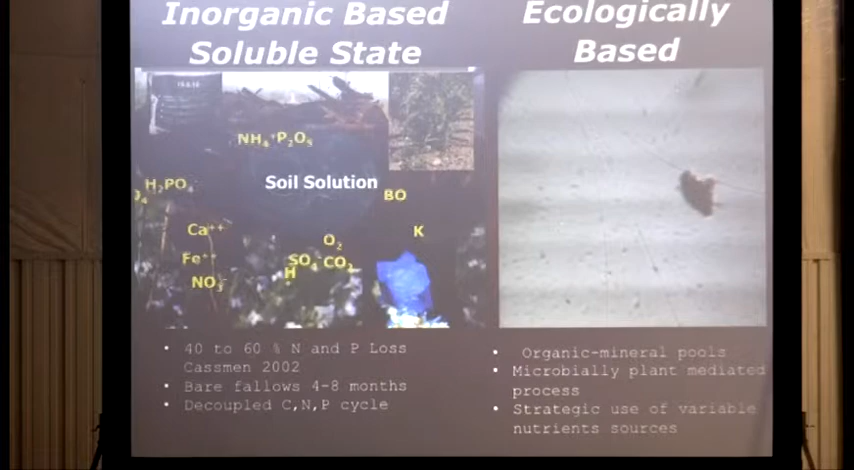 Inorganic Based
Soluble State
Ecologically
Based
NH₄⁺P₂O₅
H₂PO₄
Soil Solution
BO
Ca⁺⁺
K
O₂
Fe⁺⁺
SO₄ CO₂
H
NO₃⁻
• 40 to 60 % N and P Loss
Cassmen 2002
• Bare fallows 4-8 months
• Decoupled C,N,P cycle
• Organic-mineral pools
• Microbially plant mediated
process
• Strategic use of variable
nutrients sources